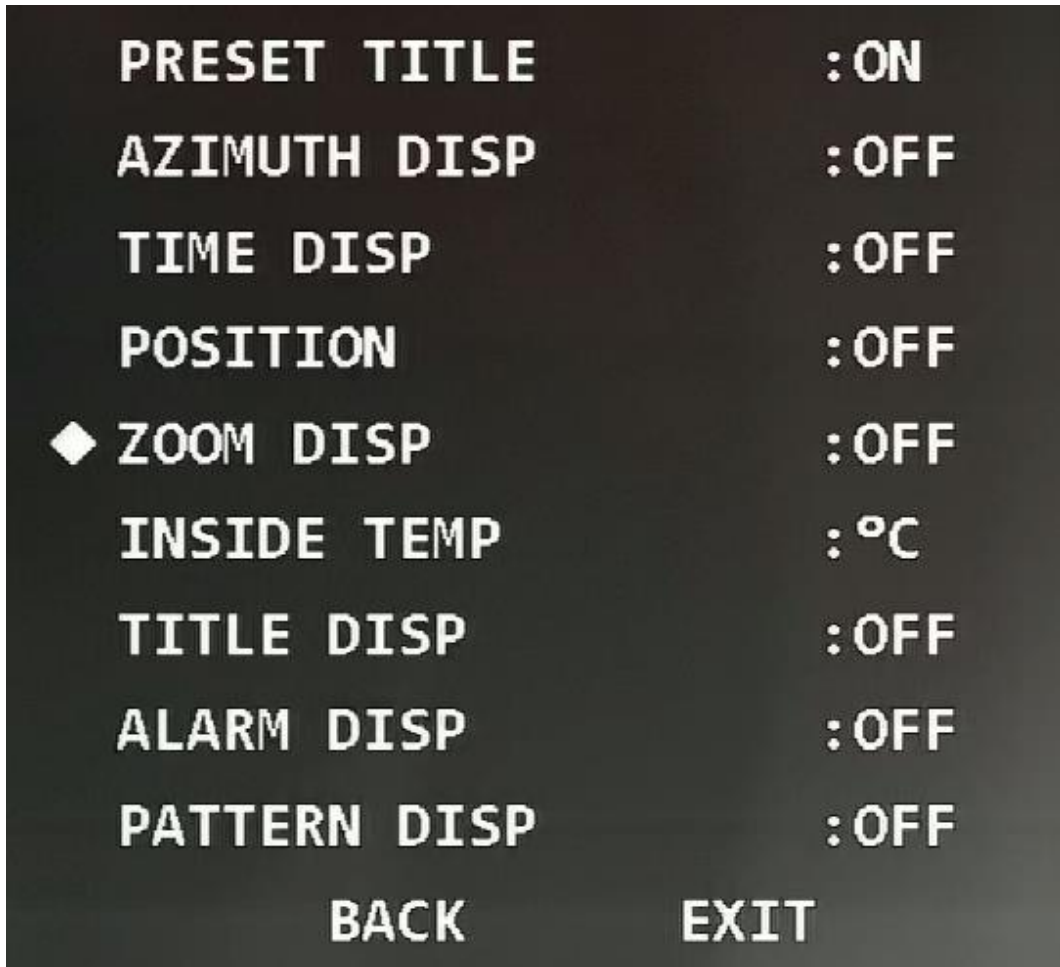 PRESET TITLE :ON
AZIMUTH DISP :OFF
TIME DISP :OFF
POSITION :OFF
ZOOM DISP :OFF
INSIDE TEMP :ºC
TITLE DISP :OFF
ALARM DISP :OFF
PATTERN DISP :OFF
BACK EXIT